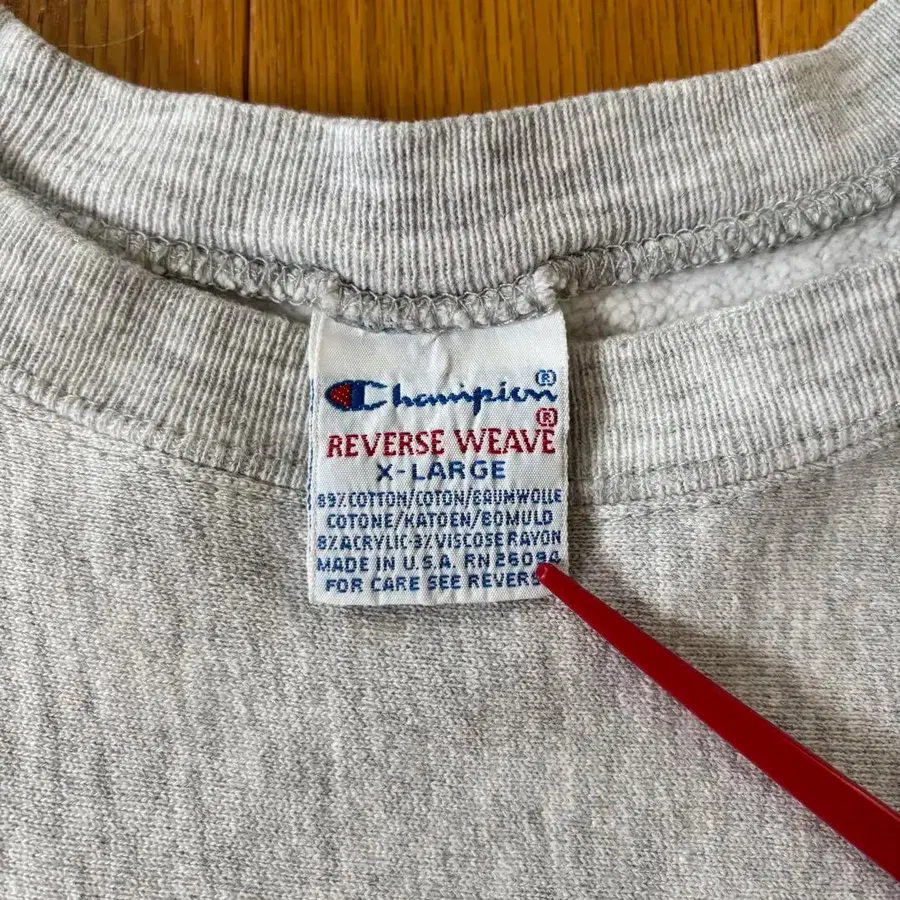 Champion®
REVERSE WEAVE®
X-LARGE
89% COTTON/COTON/BAUMWOLLE
COTONE/KATOEN/BOMULD
8% ACRYLIC-3% VISCOSE RAYON
MADE IN U.S.A. RN 26094
FOR CARE SEE REVERSE